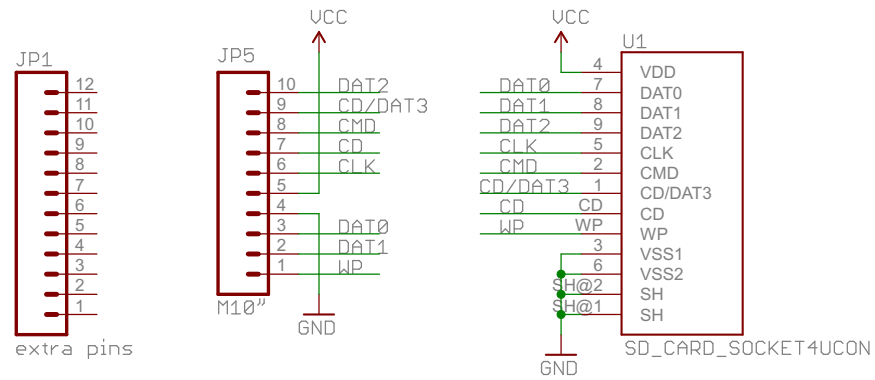 VCC
VCC
JP1
JP5
U1
12
11
10
9
8
7
6
5
4
3
2
1
extra pins
10 DAT2
9 CD/DAT3
8 CMD
7 CD
6 CLK
5
4
3 DAT0
2 DAT1
1 WP
M10"
GND
4 VDD
DAT0 7 DAT0
DAT1 8 DAT1
DAT2 9 DAT2
CLK 5 CLK
CMD 2 CMD
CD/DAT3 1 CD/DAT3
CD CD CD
WP WP WP
3 VSS1
6 VSS2
SH@2 SH
SH@1 SH
SD_CARD_SOCKET4UCON
GND